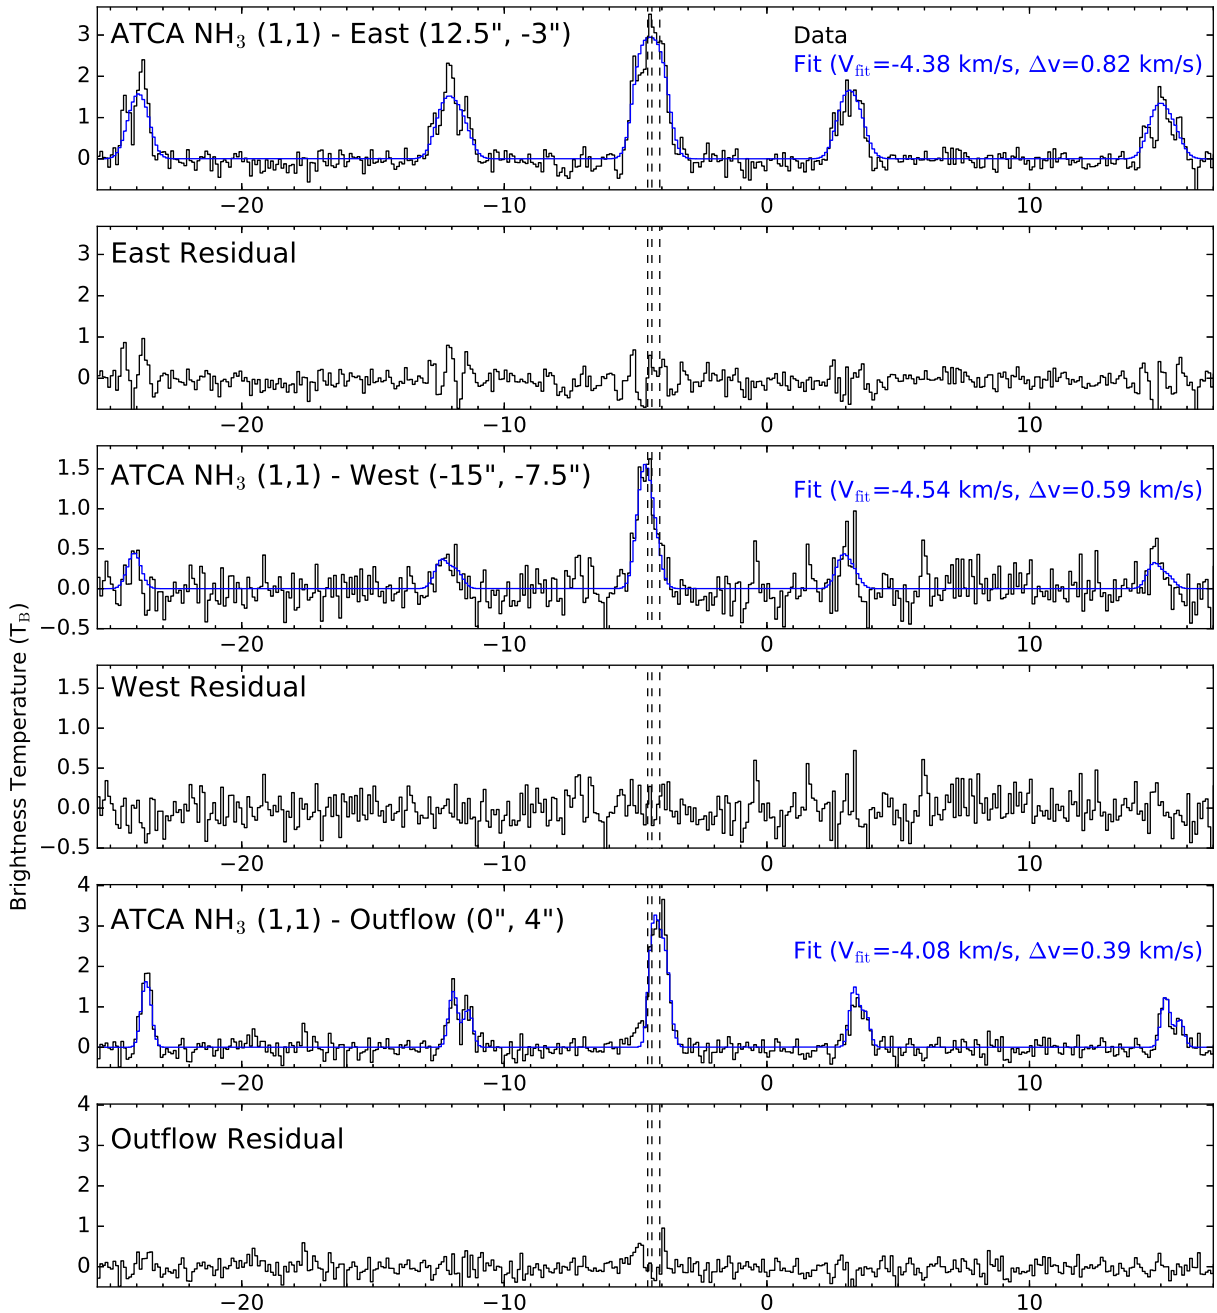 ATCA NH₃ (1,1) - East (12.5", -3")
Data
Fit (V_fit=-4.38 km/s, Δv=0.82 km/s)
3
2
1
0
−20 −10 0 10
East Residual
3
2
1
0
−20 −10 0 10
ATCA NH₃ (1,1) - West (-15", -7.5")
Fit (V_fit=-4.54 km/s, Δv=0.59 km/s)
1.5
1.0
0.5
0.0
−0.5
−20 −10 0 10
Brightness Temperature (T_B)
West Residual
1.5
1.0
0.5
0.0
−0.5
−20 −10 0 10
ATCA NH₃ (1,1) - Outflow (0", 4")
Fit (V_fit=-4.08 km/s, Δv=0.39 km/s)
4
3
2
1
0
−20 −10 0 10
Outflow Residual
4
3
2
1
0
−20 −10 0 10